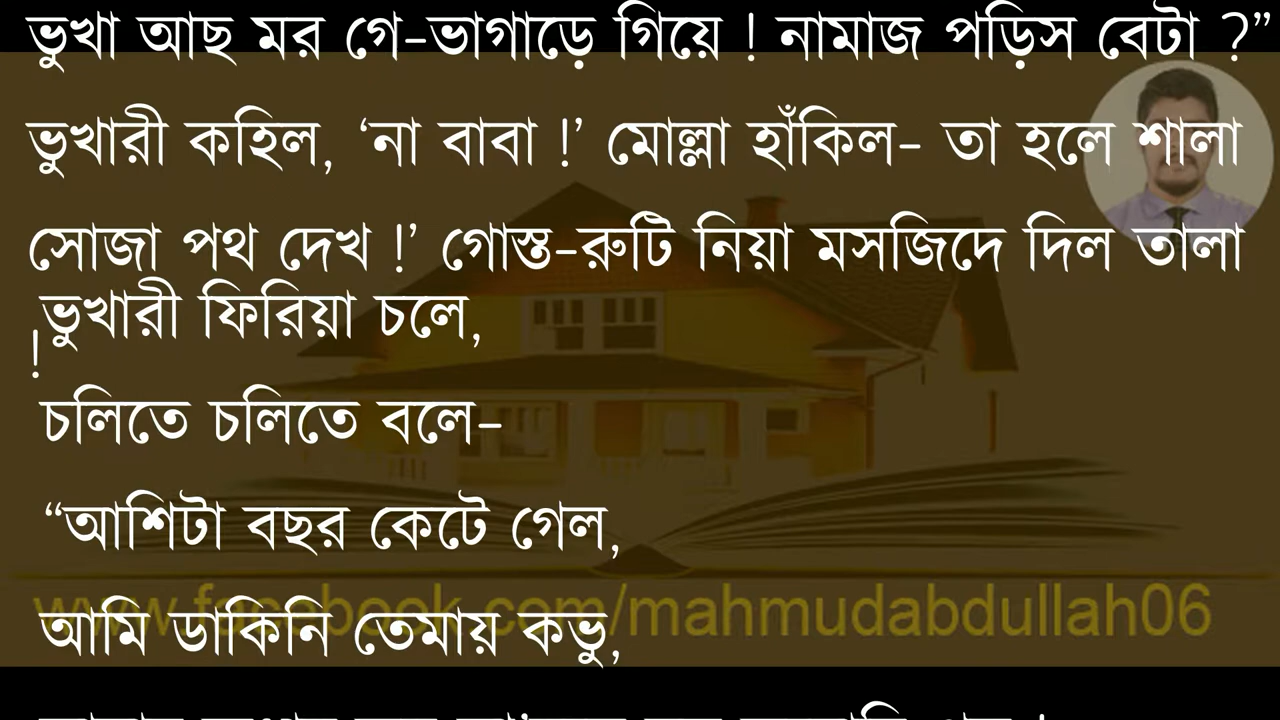 ভুখা আছ মর গে-ভাগাড়ে গিয়ে ! নামাজ পড়িস বেটা ?”
ভুখারী কহিল, ‘না বাবা !’ মোল্লা হাঁকিল- তা হলে শালা
সোজা পথ দেখ !’ গোস্ত-রুটি নিয়া মসজিদে দিল তালা
!
ভুখারী ফিরিয়া চলে,
চলিতে চলিতে বলে-
“আশিটা বছর কেটে গেল,
আমি ডাকিনি তেমায় কভু,
www.facebook.com/mahmudabdullah06